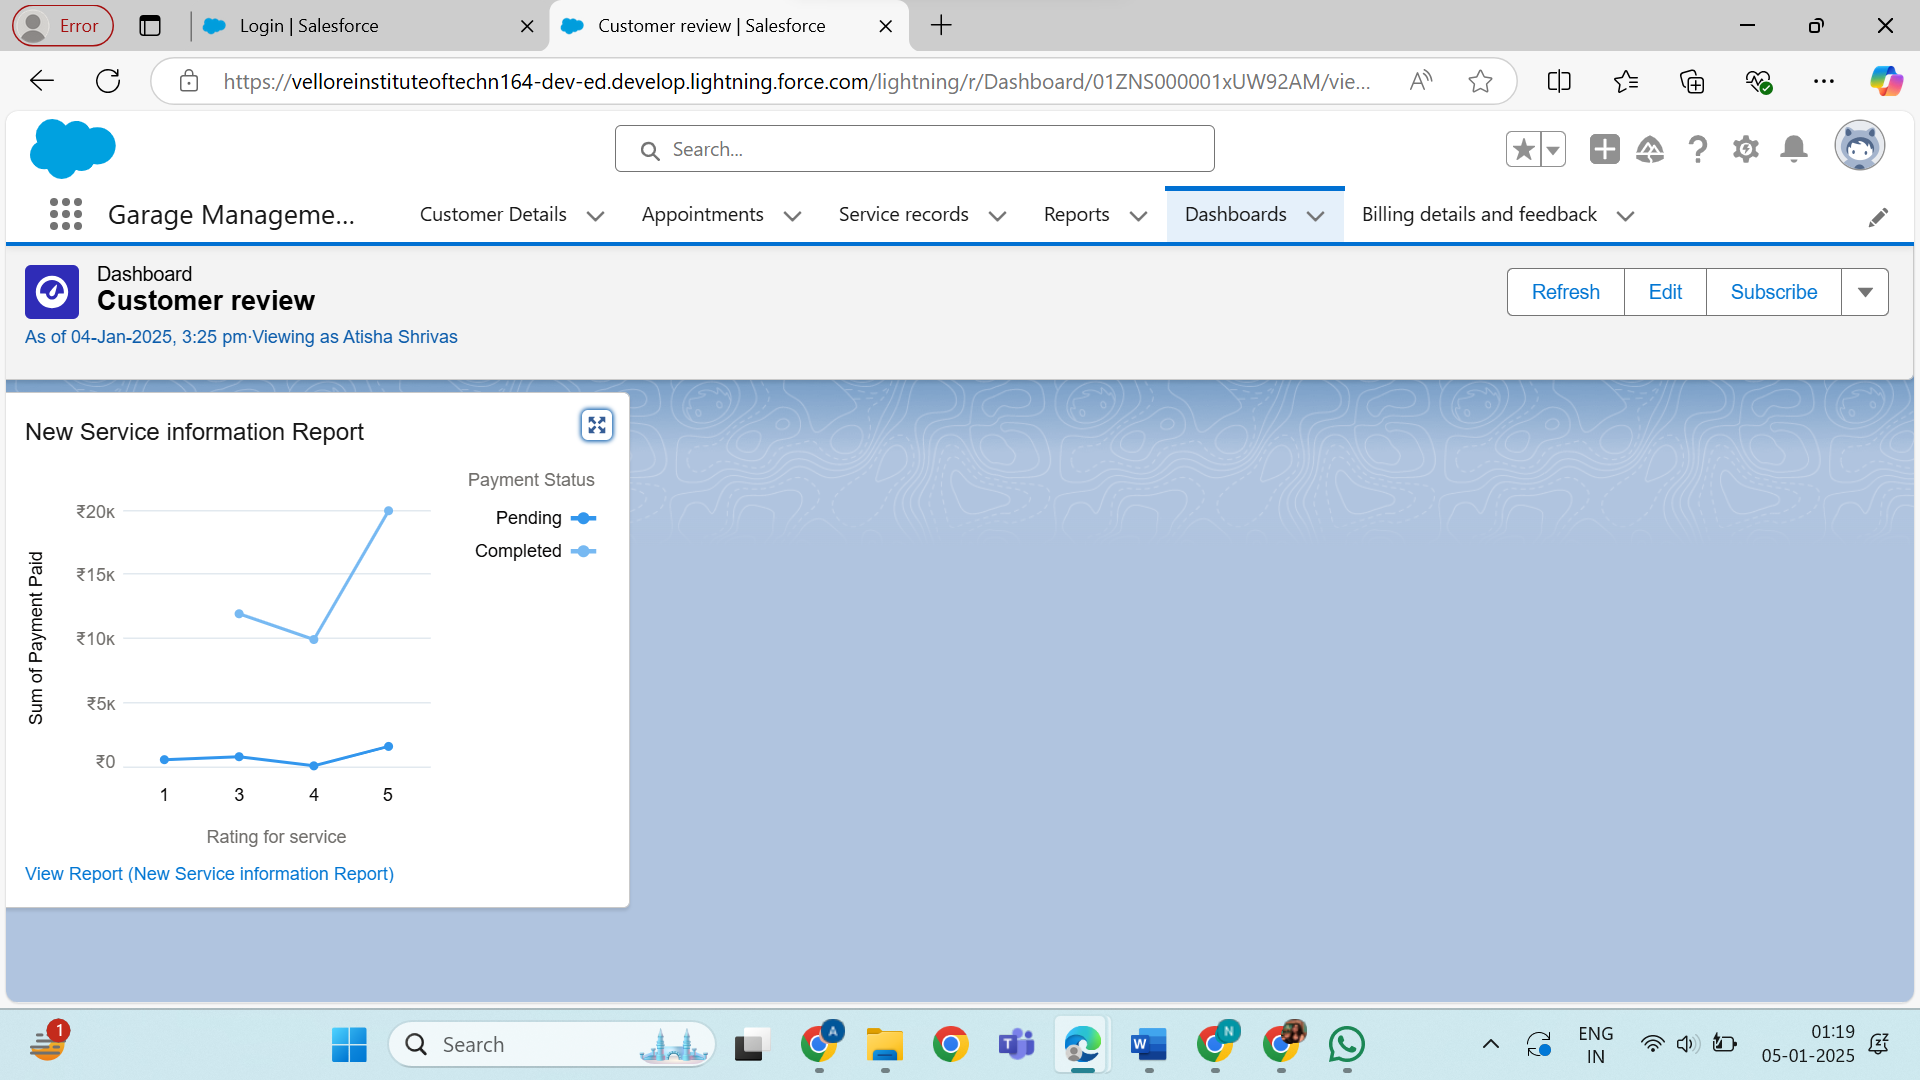 Error
Login | Salesforce
Customer review | Salesforce
https://velloreinstituteoftechn164-dev-ed.develop.lightning.force.com/lightning/r/Dashboard/01ZNS000001xUW92AM/vie...
Search...
Garage Manageme...
Customer Details
Appointments
Service records
Reports
Dashboards
Billing details and feedback
Dashboard
Customer review
As of 04-Jan-2025, 3:25 pm·Viewing as Atisha Shrivas
Refresh
Edit
Subscribe
New Service information Report
Payment Status
Pending
Completed
Sum of Payment Paid
₹20K
₹15K
₹10K
₹5K
₹0
1 3 4 5
Rating for service
View Report (New Service information Report)
1
Search
A
N
ENG
IN
01:19
05-01-2025